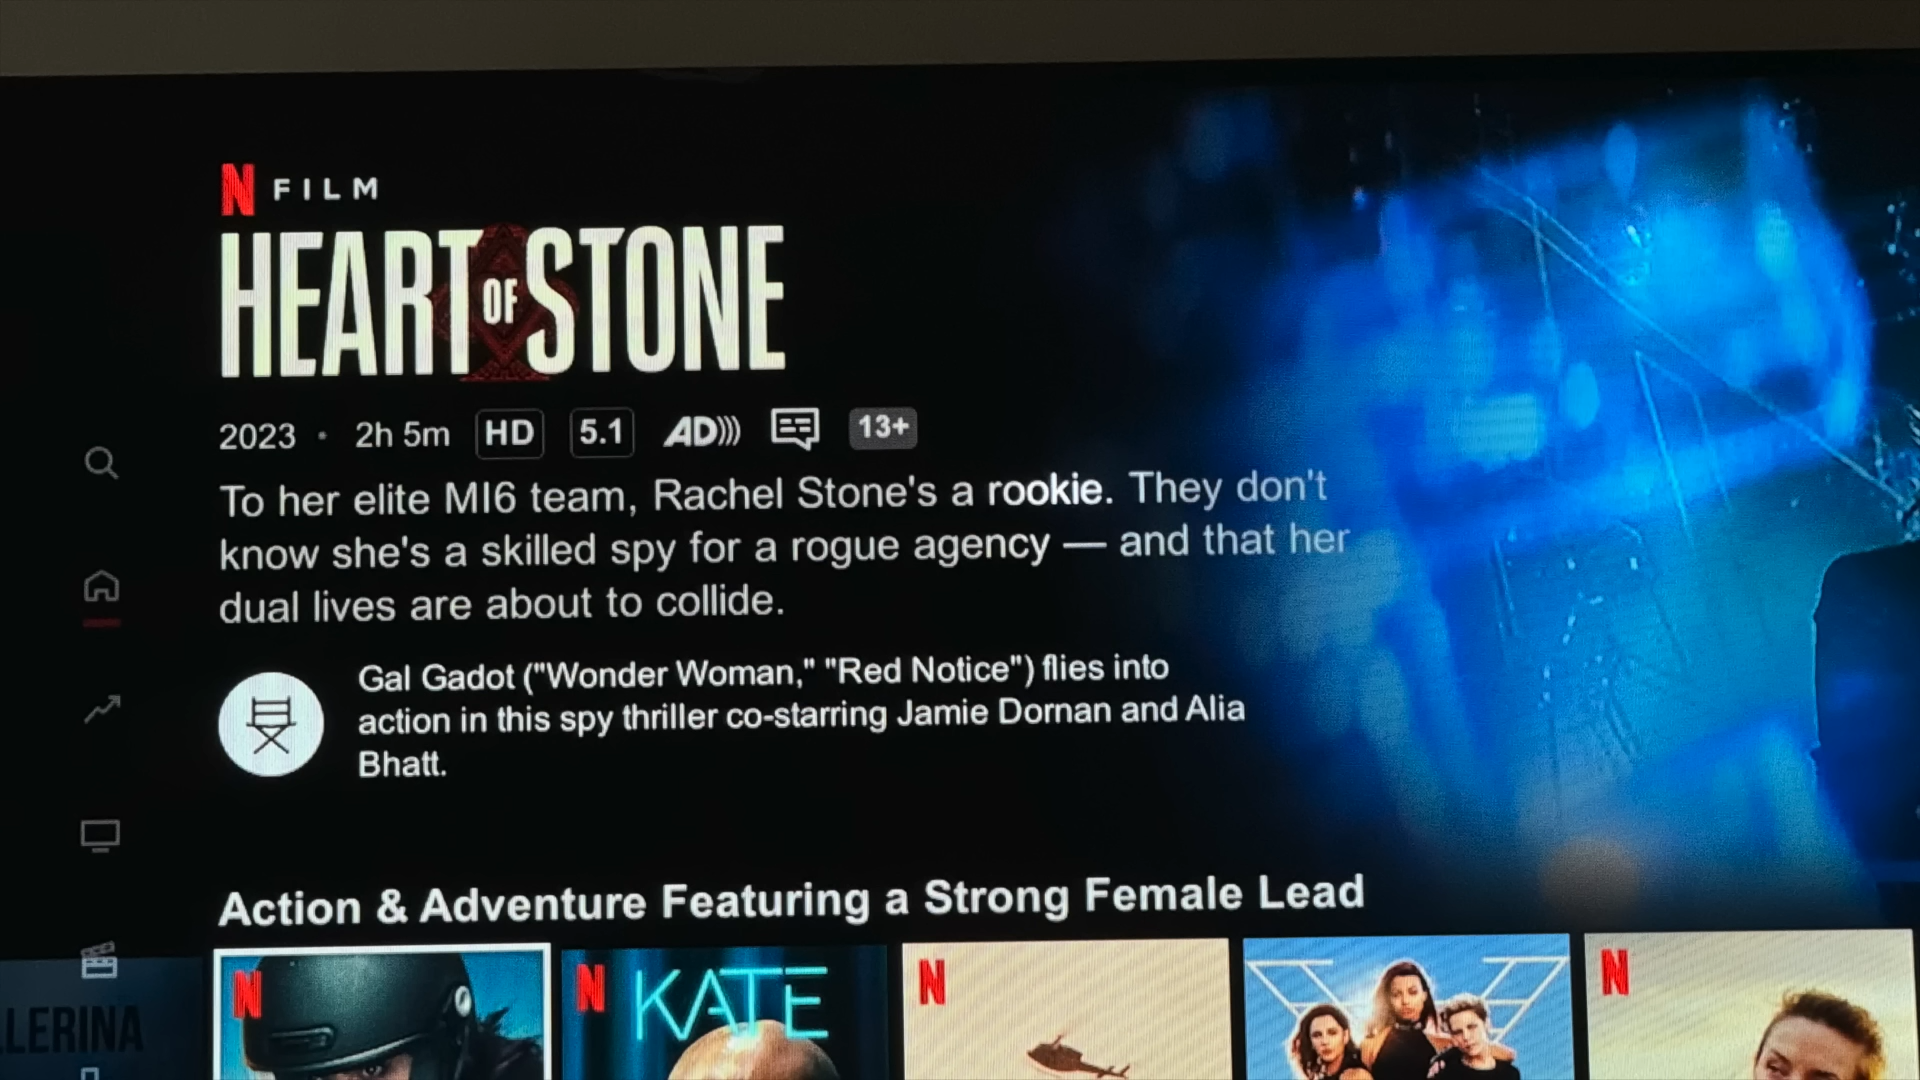 N FILM
HEART OF STONE
2023 • 2h 5m HD 5.1 AD))) 13+
To her elite MI6 team, Rachel Stone's a rookie. They don't
know she's a skilled spy for a rogue agency — and that her
dual lives are about to collide.
Gal Gadot ("Wonder Woman," "Red Notice") flies into
action in this spy thriller co-starring Jamie Dornan and Alia
Bhatt.
Action & Adventure Featuring a Strong Female Lead
LLERINA
N
N KATE
N
N